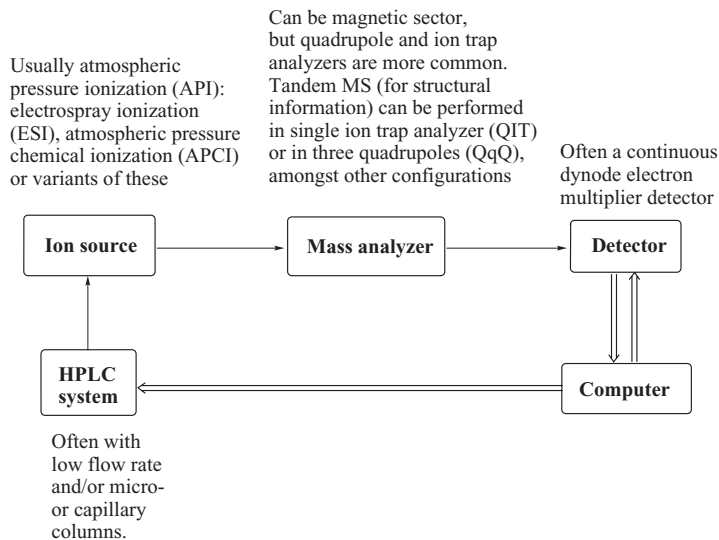 Usually atmospheric
pressure ionization (API):
electrospray ionization
(ESI), atmospheric pressure
chemical ionization (APCI)
or variants of these
Can be magnetic sector,
but quadrupole and ion trap
analyzers are more common.
Tandem MS (for structural
information) can be performed
in single ion trap analyzer (QIT)
or in three quadrupoles (QqQ),
amongst other configurations
Often a continuous
dynode electron
multiplier detector
Ion source
Mass analyzer
Detector
HPLC
system
Computer
Often with
low flow rate
and/or micro-
or capillary
columns.